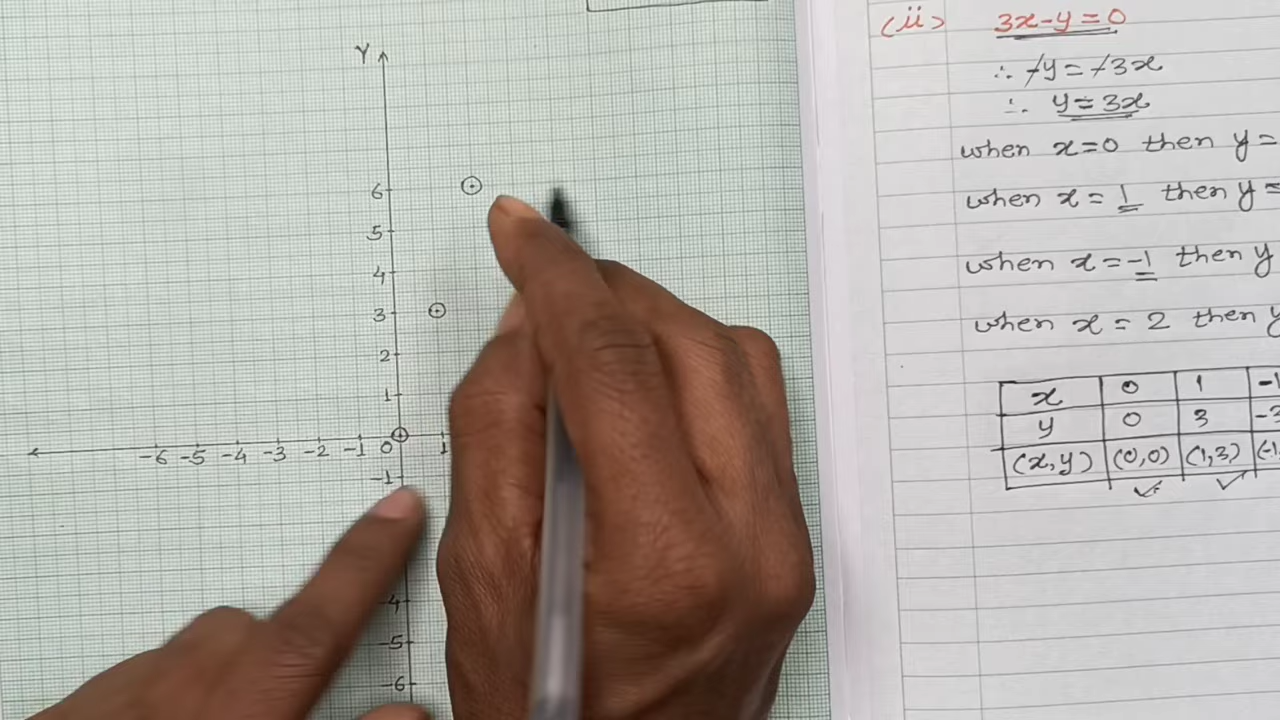 Y
6
5
4
3
2
1
-6 -5 -4 -3 -2 -1 0 1
-1
-4
-5
-6
(ii) 3x-y=0
∴ -y = -3x
∴ y = 3x
when x=0 then y=
when x = 1 then y=
when x = -1 then y
when x = 2 then y
x 0 1 -1
y 0 3
(x,y) (0,0) (1,3)